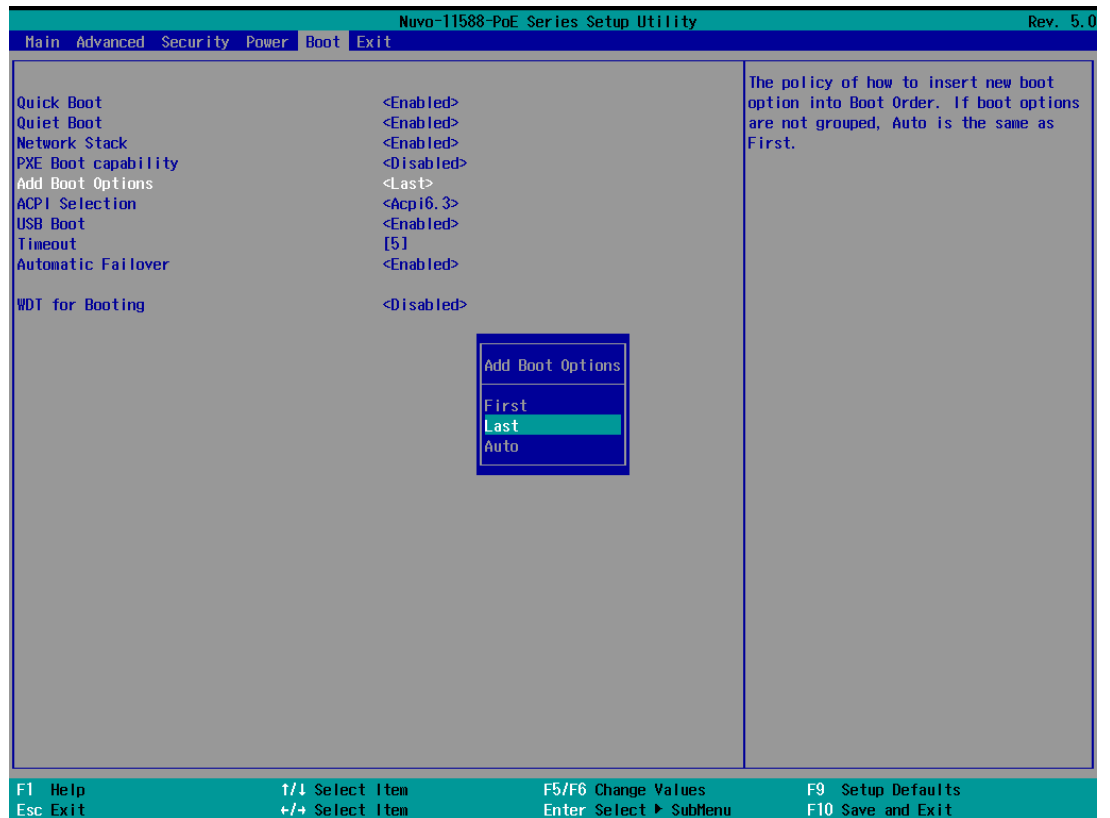 Nuvo-11588-PoE Series Setup Utility Rev. 5.0
Main Advanced Security Power Boot Exit
Quick Boot <Enabled>
Quiet Boot <Enabled>
Network Stack <Enabled>
PXE Boot capability <Disabled>
Add Boot Options <Last>
ACPI Selection <Acpi6.3>
USB Boot <Enabled>
Timeout [5]
Automatic Failover <Enabled>
WDT for Booting <Disabled>
Add Boot Options
First
Last
Auto
The policy of how to insert new boot
option into Boot Order. If boot options
are not grouped, Auto is the same as
First.
F1 Help ↑/↓ Select Item F5/F6 Change Values F9 Setup Defaults
Esc Exit ←/→ Select Item Enter Select ▶ SubMenu F10 Save and Exit